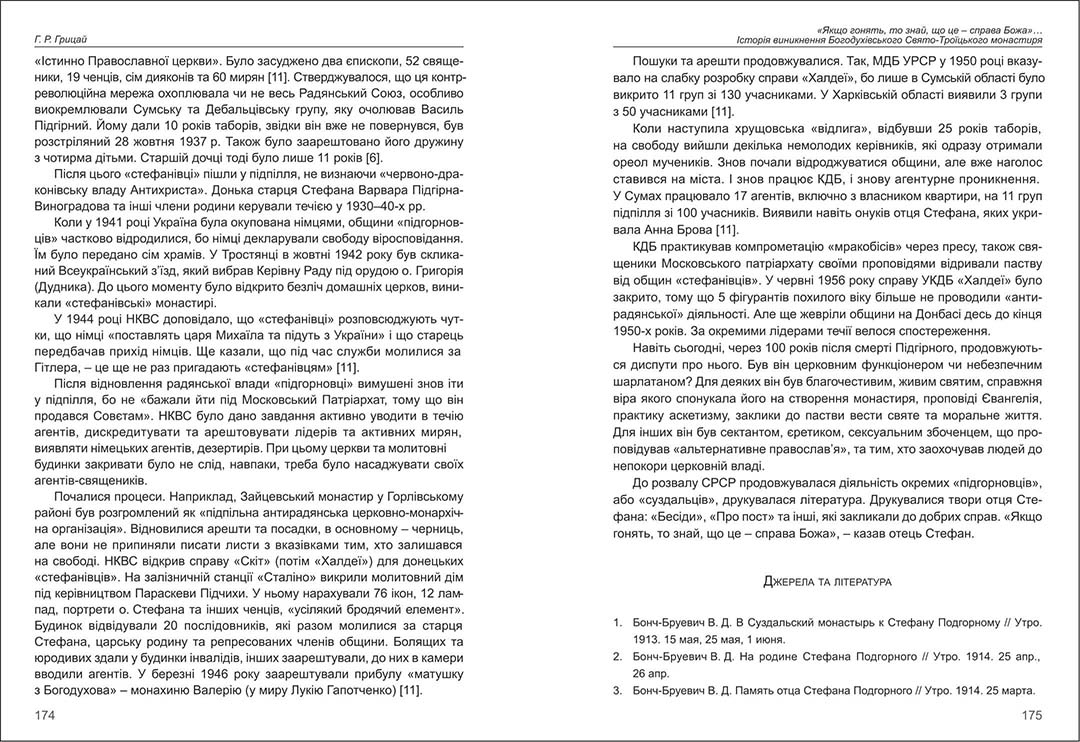 Г. Р. Грицай
«Істинно Православної церкви». Було засуджено два єпископи, 52 свяще-
ники, 19 ченців, сім дияконів та 60 мирян [11]. Стверджувалося, що ця контр-
революційна мережа охоплювала чи не весь Радянський Союз, особливо
виокремлювали Сумську та Дебальцівську групу, яку очолював Василь
Підгірний. Йому дали 10 років таборів, звідки він вже не повернувся, був
розстріляний 28 жовтня 1937 р. Також було заарештовано його дружину
з чотирма дітьми. Старшій дочці тоді було лише 11 років [6].
Після цього «стефанівці» пішли у підпілля, не визнаючи «червоно-дра-
конівську владу Антихриста». Донька старця Стефана Варвара Підгірна-
Виноградова та інші члени родини керували течією у 1930–40-х рр.
Коли у 1941 році Україна була окупована німцями, общини «підгорнов-
ців» частково відродилися, бо німці декларували свободу віросповідання.
Їм було передано сім храмів. У Тростянці в жовтні 1942 року був склика-
ний Всеукраїнський з’їзд, який вибрав Керівну Раду під орудою о. Григорія
(Дудника). До цього моменту було відкрито безліч домашніх церков, вини-
кали «стефанівські» монастирі.
У 1944 році НКВС доповідало, що «стефанівці» розповсюджують чут-
ки, що німці «поставлять царя Михаїла та підуть з України» і що старець
передбачав прихід німців. Ще казали, що під час служби молилися за
Гітлера, – це ще не раз пригадають «стефанівцям» [11].
Після відновлення радянської влади «підгорновці» вимушені знов іти
у підпілля, бо не «бажали йти під Московський Патріархат, тому що він
продався Совєтам». НКВС було дано завдання активно уводити в течію
агентів, дискредитувати та арештовувати лідерів та активних мирян,
виявляти німецьких агентів, дезертирів. При цьому церкви та молитовні
будинки закривати було не слід, навпаки, треба було насаджувати своїх
агентів-священиків.
Почалися процеси. Наприклад, Зайцевський монастир у Горлівському
районі був розгромлений як «підпільна антирадянська церковно-монархіч-
на організація». Відновилися арешти та посадки, в основному – черниць,
але вони не припиняли писати листи з вказівками тим, хто залишався
на свободі. НКВС відкрив справу «Скіт» (потім «Халдеї») для донецьких
«стефанівців». На залізничній станції «Сталіно» викрили молитовний дім
під керівництвом Параскеви Підчихи. У ньому нарахували 76 ікон, 12 лам-
пад, портрети о. Стефана та інших ченців, «усілякий бродячий елемент».
Будинок відвідували 20 послідовників, які разом молилися за старця
Стефана, царську родину та репресованих членів общини. Болящих та
юродивих здали у будинки інвалідів, інших заарештували, до них в камери
вводили агентів. У березні 1946 року заарештували прибулу «матушку
з Богодухова» – монахиню Валерію (у миру Лукію Гапотченко) [11].
174
«Якщо гонять, то знай, що це – справа Божа»…
Історія виникнення Богодухівського Свято-Троїцького монастиря
Пошуки та арешти продовжувалися. Так, МДБ УРСР у 1950 році вказу-
вало на слабку розробку справи «Халдеї», бо лише в Сумській області було
викрито 11 груп зі 130 учасниками. У Харківській області виявили 3 групи
з 50 учасниками [11].
Коли наступила хрущовська «відлига», відбувши 25 років таборів,
на свободу вийшли декілька немолодих керівників, які одразу отримали
ореол мучеників. Знов почали відроджуватися общини, але вже наголос
ставився на міста. І знов працює КДБ, і знову агентурне проникнення.
У Сумах працювало 17 агентів, включно з власником квартири, на 11 груп
підпілля зі 100 учасників. Виявили навіть онуків отця Стефана, яких укри-
вала Анна Брова [11].
КДБ практикував компрометацію «мракобісів» через пресу, також свя-
щеники Московського патріархату своїми проповідями відривали паству
від общин «стефанівців». У червні 1956 року справу УКДБ «Халдеї» було
закрито, тому що 5 фігурантів похилого віку більше не проводили «анти-
радянської» діяльності. Але ще жевріли общини на Донбасі десь до кінця
1950-х років. За окремими лідерами течії велося спостереження.
Навіть сьогодні, через 100 років після смерті Підгірного, продовжують-
ся диспути про нього. Був він церковним функціонером чи небезпечним
шарлатаном? Для деяких він був благочестивим, живим святим, справжня
віра якого спонукала його на створення монастиря, проповіді Євангелія,
практику аскетизму, заклики до пастви вести святе та моральне життя.
Для інших він був сектантом, єретиком, сексуальним збоченцем, що про-
повідував «альтернативне православ’я», та тим, хто заохочував людей до
непокори церковній владі.
До розвалу СРСР продовжувалася діяльність окремих «підгорновців»,
або «суздальців», друкувалася література. Друкувалися твори отця Сте-
фана: «Бесіди», «Про пост» та інші, які закликали до добрих справ. «Якщо
гонять, то знай, що це – справа Божа», – казав отець Стефан.
Джерела та література
1. Бонч-Бруевич В. Д. В Суздальский монастырь к Стефану Подгорному // Утро.
1913. 15 мая, 25 мая, 1 июня.
2. Бонч-Бруевич В. Д. На родине Стефана Подгорного // Утро. 1914. 25 апр.,
26 апр.
3. Бонч-Бруевич В. Д. Память отца Стефана Подгорного // Утро. 1914. 25 марта.
175